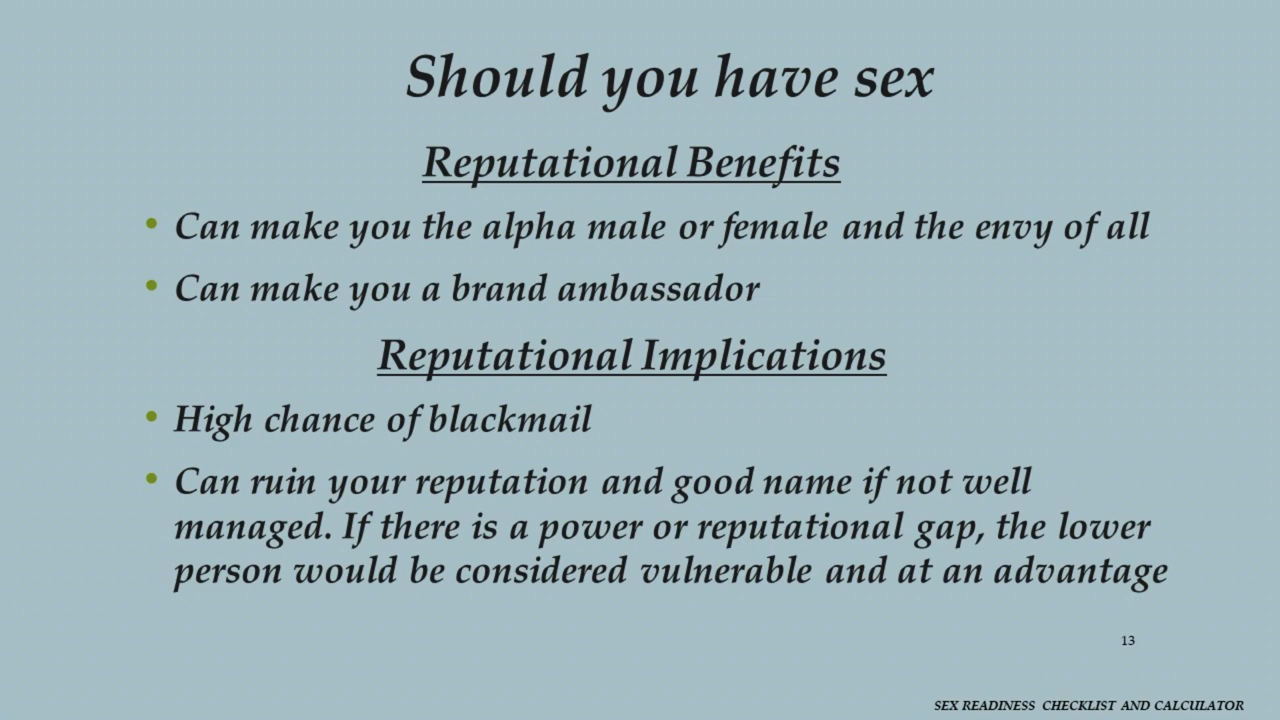 Should you have sex
Reputational Benefits
• Can make you the alpha male or female and the envy of all
• Can make you a brand ambassador
Reputational Implications
• High chance of blackmail
• Can ruin your reputation and good name if not well
managed. If there is a power or reputational gap, the lower
person would be considered vulnerable and at an advantage
13
SEX READINESS CHECKLIST AND CALCULATOR